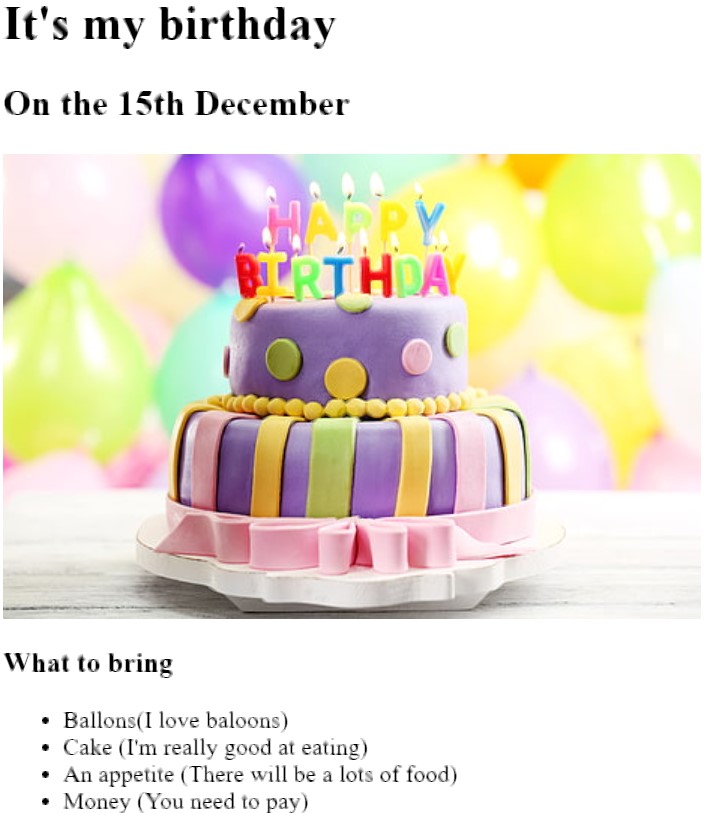 It's my birthday
On the 15th December
HAPPY
BIRTHDAY
What to bring
Ballons(I love baloons)
Cake (I'm really good at eating)
An appetite (There will be a lots of food)
Money (You need to pay)